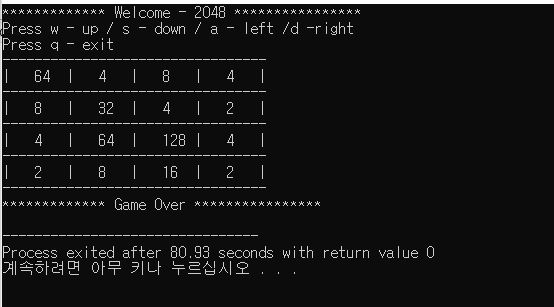 ************* Welcome - 2048 ****************
Press w - up / s - down / a - left /d -right
Press q - exit
---------------------------------
|   64  |   4   |   8   |   4   |
---------------------------------
|   8   |   32  |   4   |   2   |
---------------------------------
|   4   |   64  |   128 |   4   |
---------------------------------
|   2   |   8   |   16  |   2   |
---------------------------------
************* Game Over ****************
--------------------------------
Process exited after 80.93 seconds with return value 0
계속하려면 아무 키나 누르십시오 . . .